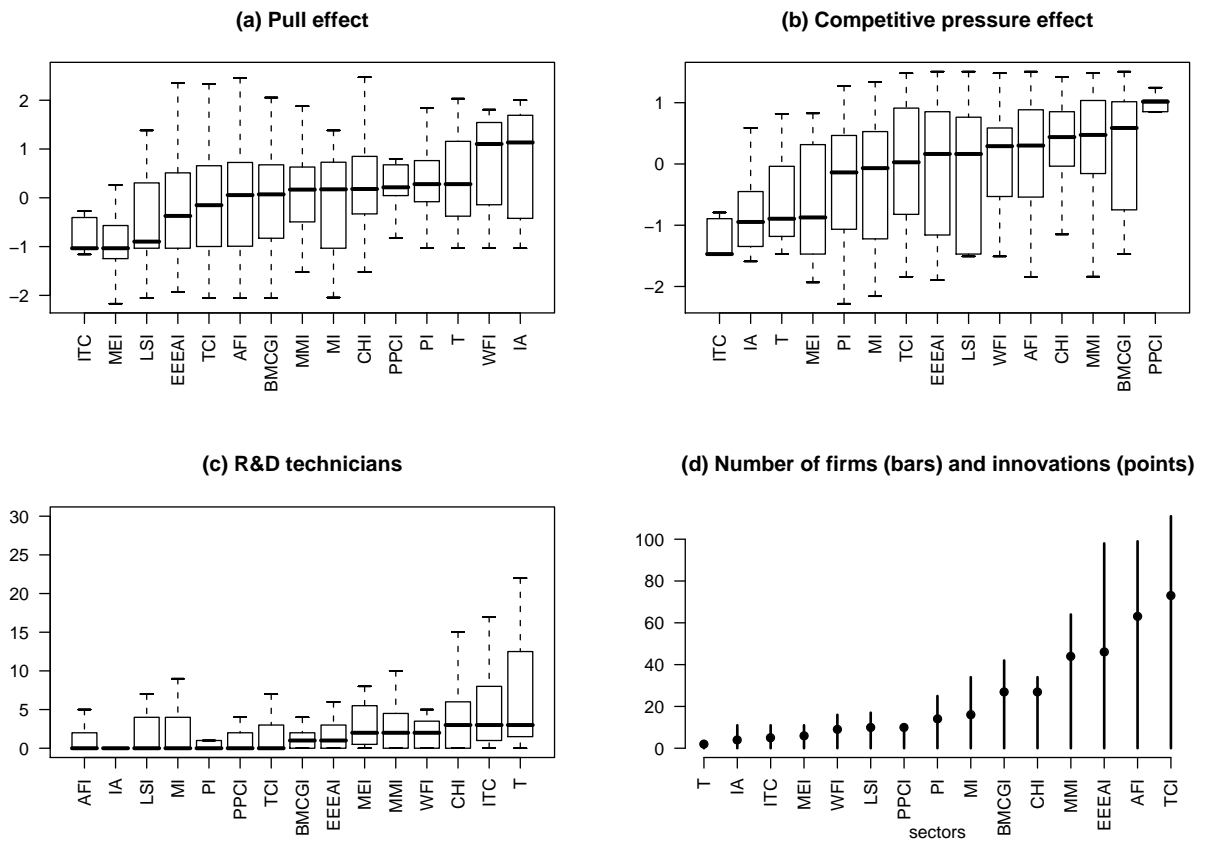 (a) Pull effect
2
1
0
−1
−2
ITC
MEI
LSI
EEEAI
TCI
AFI
BMCGI
MMI
MI
CHI
PPCI
PI
T
WFI
IA
(b) Competitive pressure effect
1
0
−1
−2
ITC
IA
T
MEI
PI
MI
TCI
EEEAI
LSI
WFI
AFI
CHI
MMI
BMCGI
PPCI
(c) R&D technicians
30
25
20
15
10
5
0
AFI
IA
LSI
MI
PI
PPCI
TCI
BMCGI
EEEAI
MEI
MMI
WFI
CHI
ITC
T
(d) Number of firms (bars) and innovations (points)
100
80
60
40
20
0
T
IA
ITC
MEI
WFI
LSI
PPCI
PI
MI
BMCGI
CHI
MMI
EEEAI
AFI
TCI
sectors